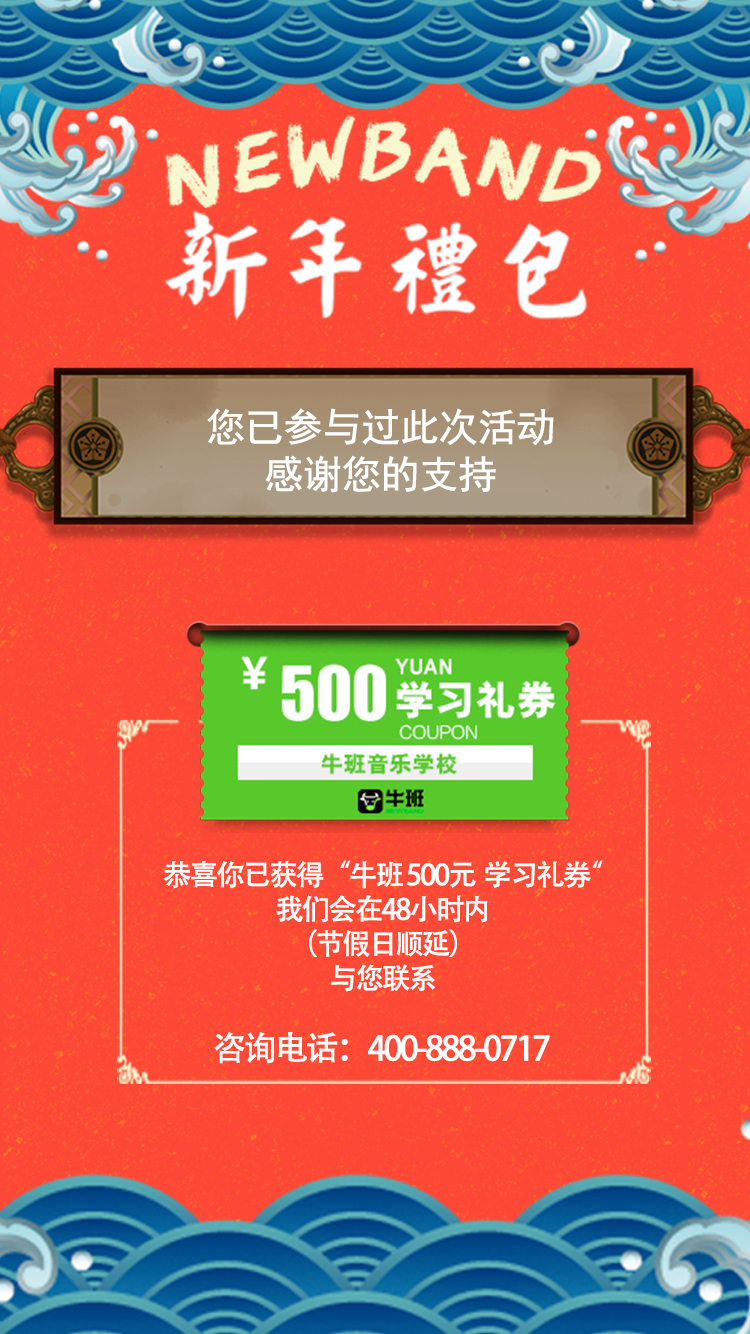 NEWBAND
新年禮包
您已参与过此次活动
感谢您的支持
¥500 YUAN
学习礼券
COUPON
牛班音乐学校
牛班
恭喜你已获得“牛班500元 学习礼券“
我们会在48小时内
（节假日顺延）
与您联系
咨询电话：400-888-0717